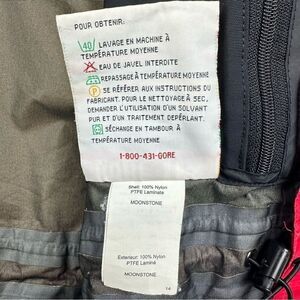 POUR OBTENIR:
40 LAVAGE EN MACHINE À
TEMPÉRATURE MOYENNE
EAU DE JAVEL INTERDITE
REPASSAGE À TEMPÉRATURE MOYENNE
P SE RÉFÉRER AUX INSTRUCTIONS DU
FABRICANT. POUR LE NETTOYAGE À SEC,
DEMANDER L'UTILISATION D'UN SOLVANT
PUR ET D'UN TRAITEMENT DÉPERLANT.
SÉCHANGE EN TAMBOUR À
TEMPÉRATURE MOYENNE
1-800-431-GORE
Shell: 100% Nylon
PTFE Laminate
MOONSTONE
Exterieur: 100% Nylon
PTFE Laminé
MOONSTONE